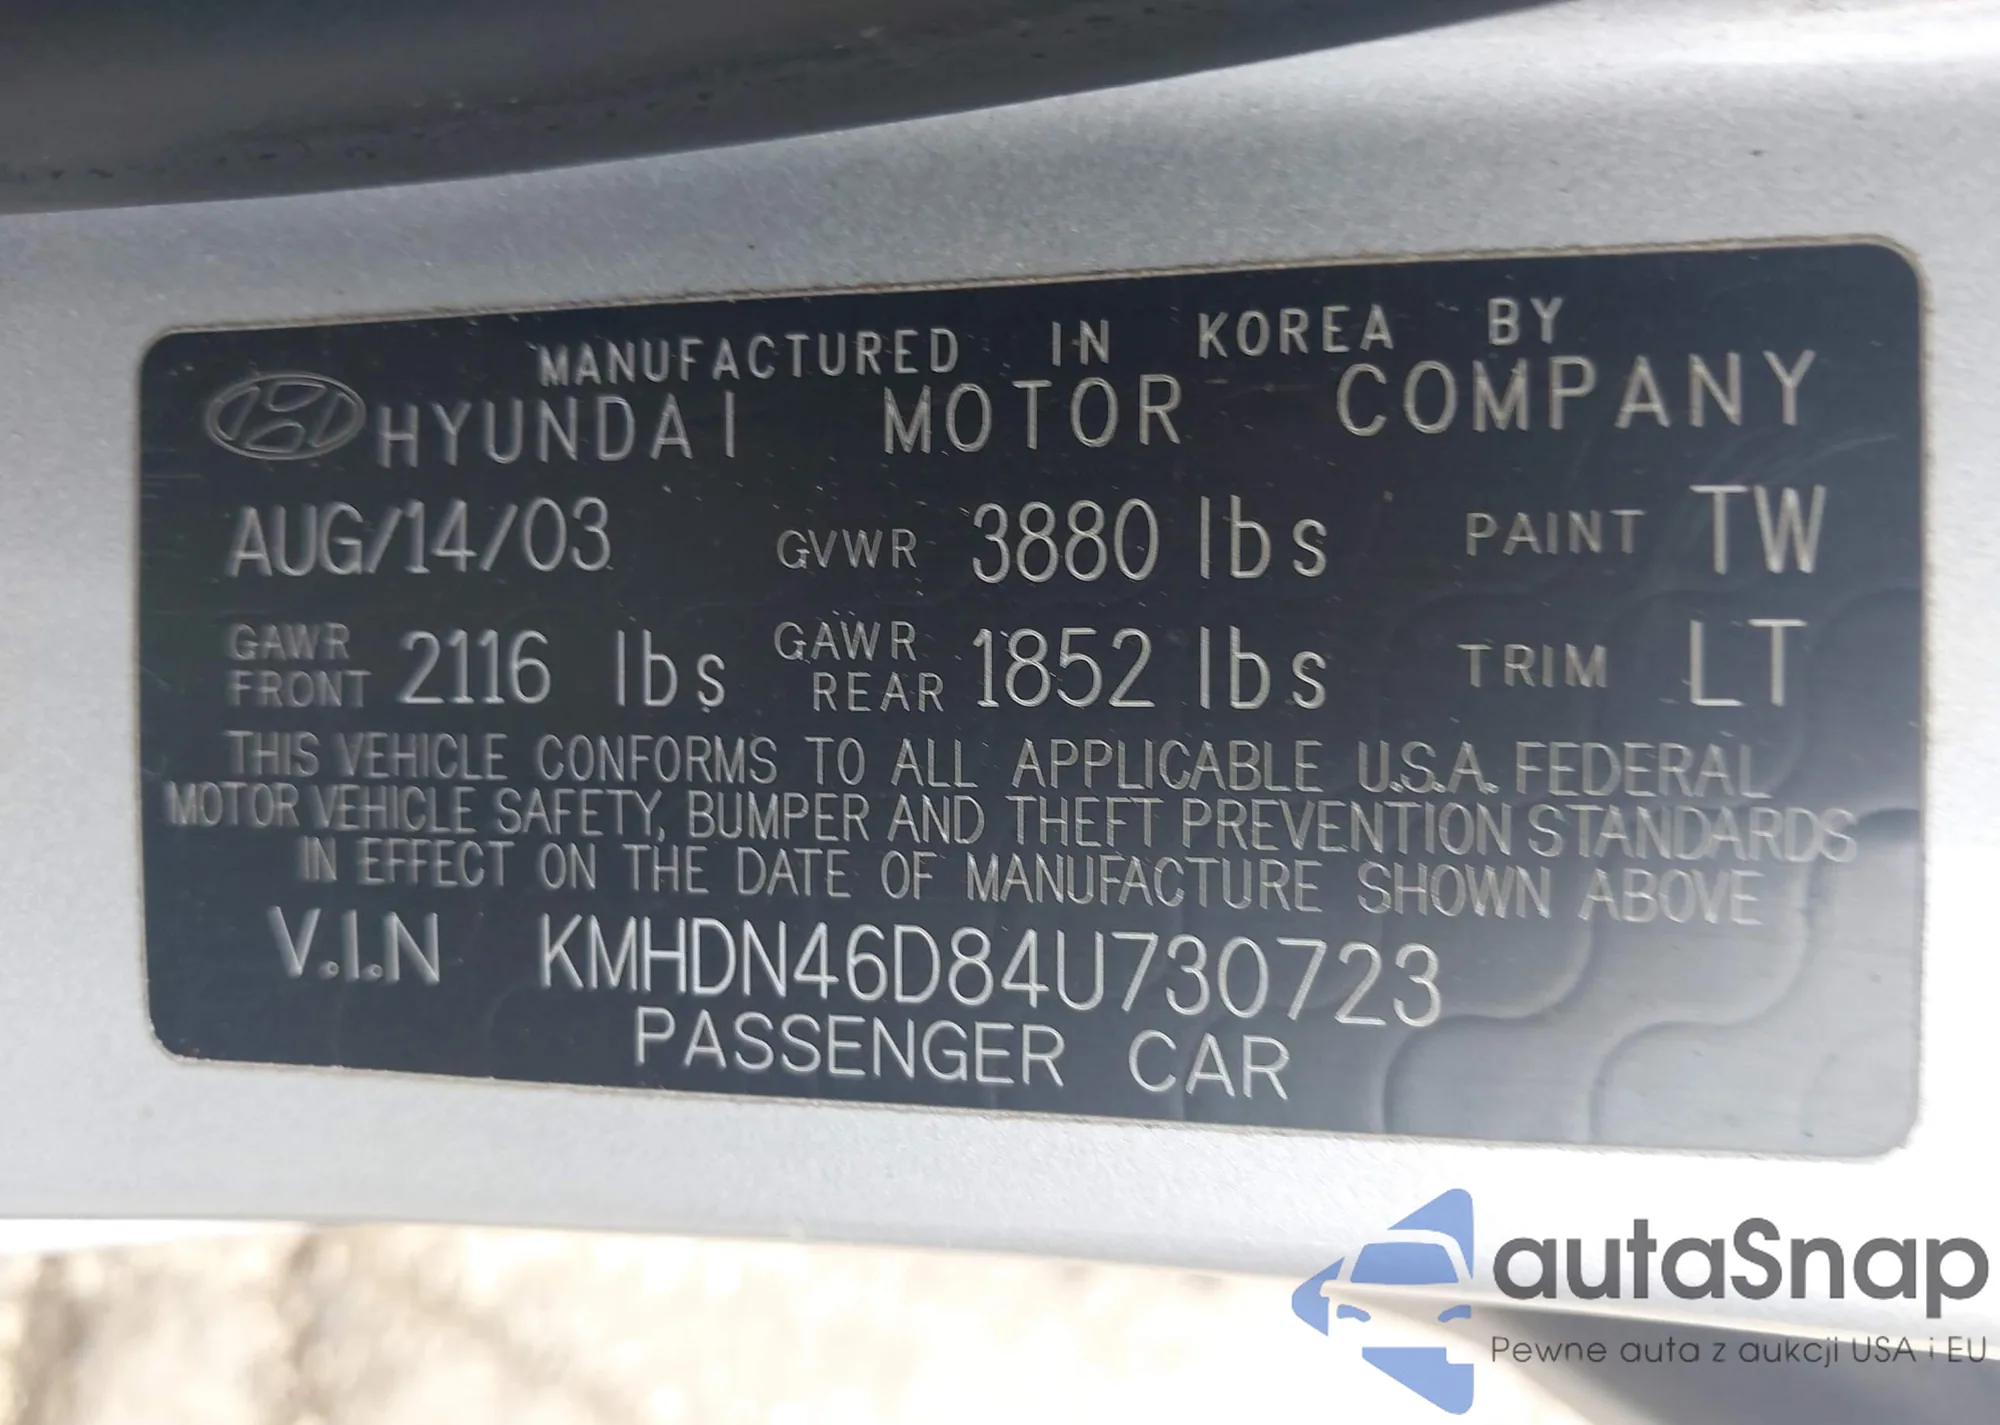 MANUFACTURED IN KOREA BY
HYUNDAI MOTOR COMPANY
AUG/14/03 GVWR 3880 lbs PAINT TW
GAWR FRONT 2116 lbs GAWR REAR 1852 lbs TRIM LT
THIS VEHICLE CONFORMS TO ALL APPLICABLE U.S.A. FEDERAL
MOTOR VEHICLE SAFETY, BUMPER AND THEFT PREVENTION STANDARDS
IN EFFECT ON THE DATE OF MANUFACTURE SHOWN ABOVE
V.I.N KMHDN46D84U730723
PASSENGER CAR
autaSnap
Pewne auta z aukcji USA i EU